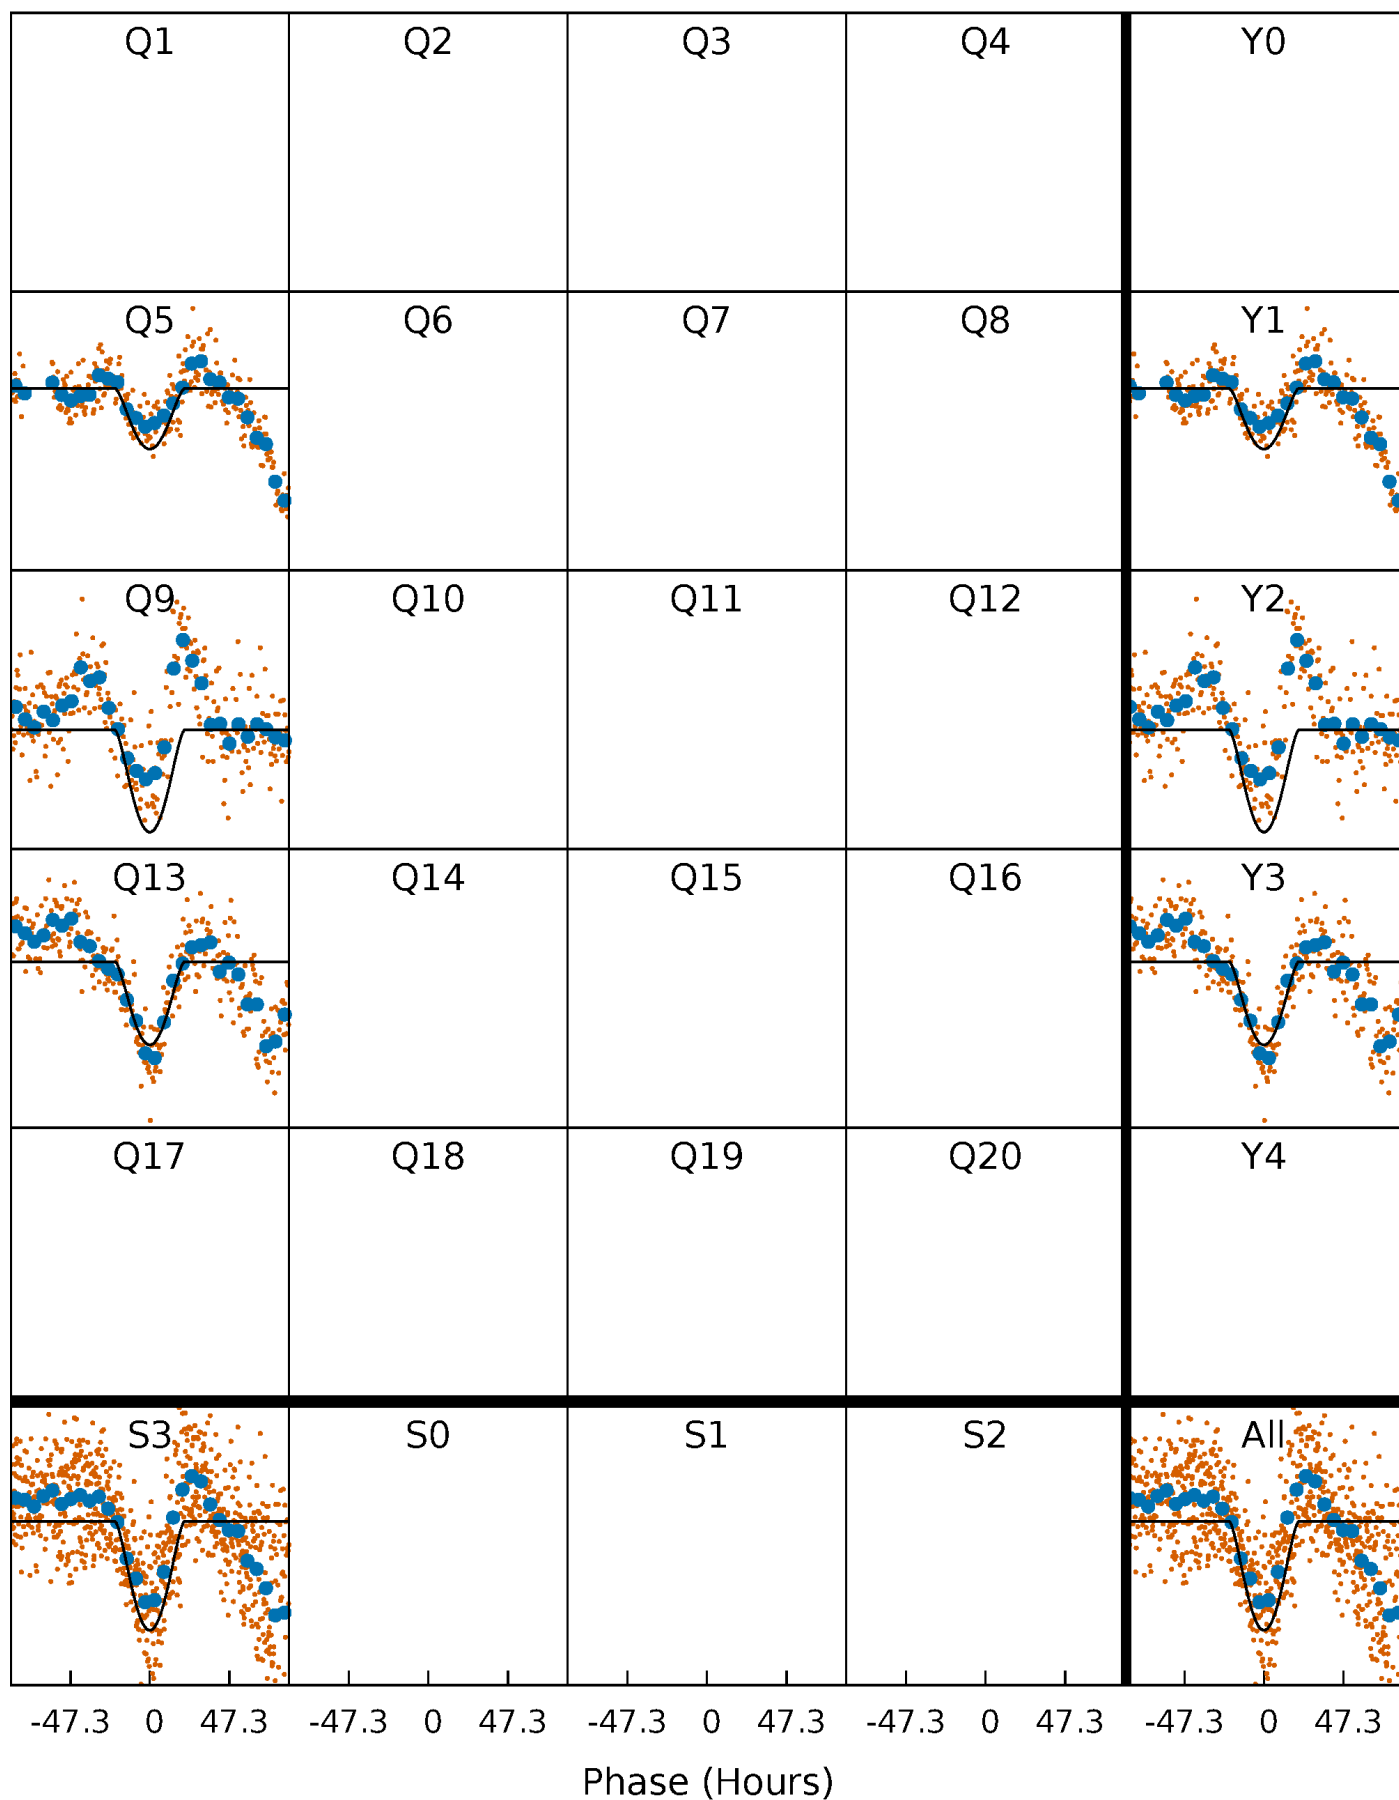 Q1 Q2 Q3 Q4 Y0
Q5 Q6 Q7 Q8 Y1
Q9 Q10 Q11 Q12 Y2
Q13 Q14 Q15 Q16 Y3
Q17 Q18 Q19 Q20 Y4
S3 S0 S1 S2 All
-47.3 0 47.3 -47.3 0 47.3 -47.3 0 47.3 -47.3 0 47.3 -47.3 0 47.3
Phase (Hours)